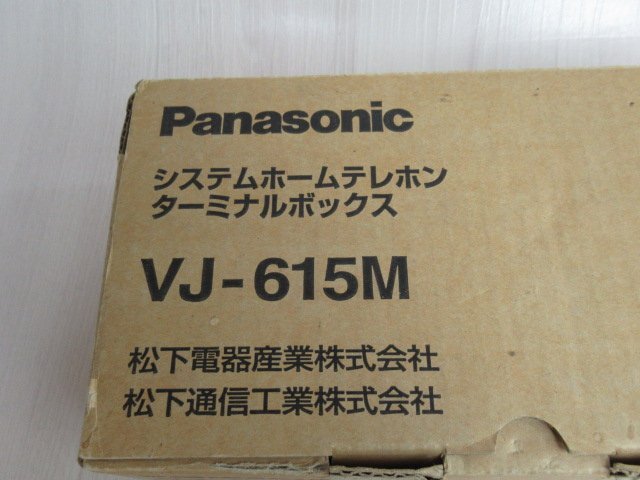 Panasonic
システムホームテレホン
ターミナルボックス
VJ-615M
松下電器産業株式会社
松下通信工業株式会社